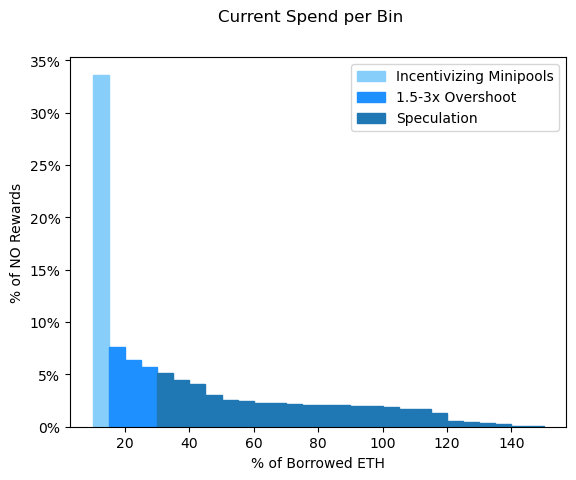 Current Spend per Bin
Incentivizing Minipools
1.5-3x Overshoot
Speculation
% of NO Rewards
35%
30%
25%
20%
15%
10%
5%
0%
20 40 60 80 100 120 140
% of Borrowed ETH